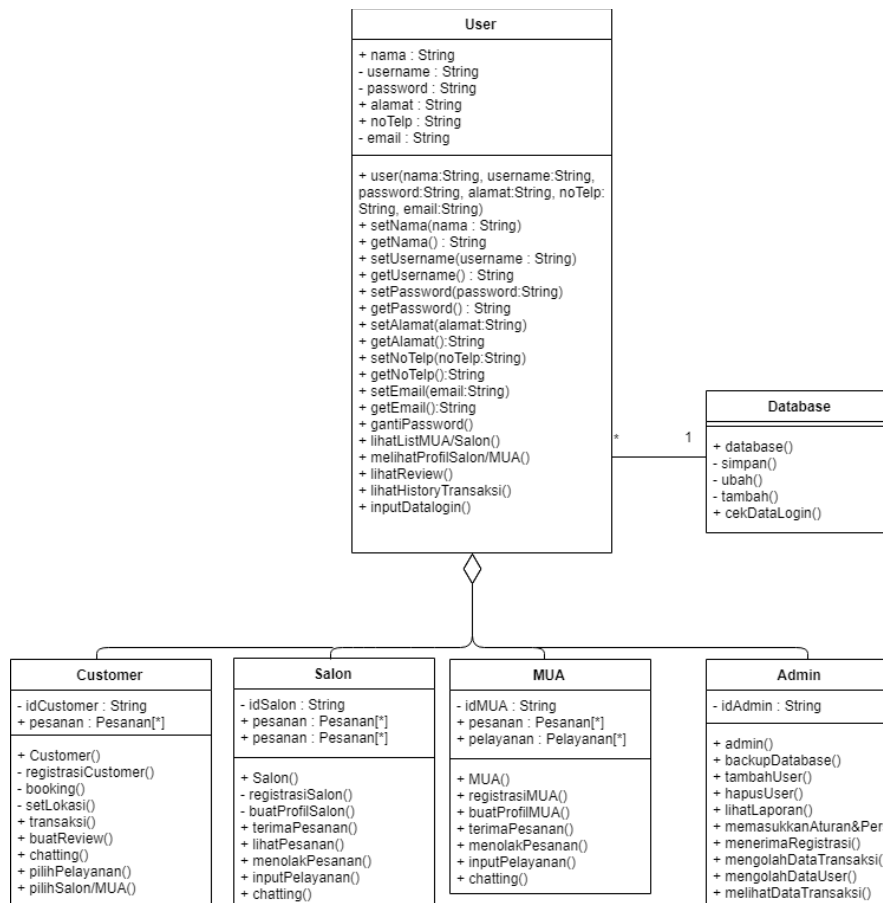 User
+ nama : String
- username : String
- password : String
+ alamat : String
+ noTelp : String
- email : String
+ user(nama:String, username:String,
password:String, alamat:String, noTelp:
String, email:String)
+ setNama(nama : String)
+ getNama() : String
+ setUsername(username : String)
+ getUsername() : String
+ setPassword(password:String)
+ getPassword() : String
+ setAlamat(alamat:String)
+ getAlamat():String
+ setNoTelp(noTelp:String)
+ getNoTelp():String
+ setEmail(email:String)
+ getEmail():String
+ gantiPassword()
+ lihatListMUA/Salon()
+ melihatProfilSalon/MUA()
+ lihatReview()
+ lihatHistoryTransaksi()
+ inputDatalogin()
* 1
Database
+ database()
- simpan()
- ubah()
- tambah()
+ cekDataLogin()
Customer
- idCustomer : String
+ pesanan : Pesanan[*]
+ Customer()
- registrasiCustomer()
- booking()
- setLokasi()
+ transaksi()
+ buatReview()
+ chatting()
+ pilihPelayanan()
+ pilihSalon/MUA()
Salon
- idSalon : String
+ pesanan : Pesanan[*]
+ pesanan : Pesanan[*]
+ Salon()
- registrasiSalon()
- buatProfilSalon()
+ terimaPesanan()
+ lihatPesanan()
+ menolakPesanan()
+ inputPelayanan()
+ chatting()
MUA
- idMUA : String
+ pesanan : Pesanan[*]
+ pelayanan : Pelayanan[*]
+ MUA()
+ registrasiMUA()
+ buatProfilMUA()
+ terimaPesanan()
+ menolakPesanan()
+ inputPelayanan()
+ chatting()
Admin
- idAdmin : String
+ admin()
+ backupDatabase()
+ tambahUser()
+ hapusUser()
+ lihatLaporan()
+ memasukkanAturan&Per
+ menerimaRegistrasi()
+ mengolahDataTransaksi(
+ mengolahDataUser()
+ melihatDataTransaksi()